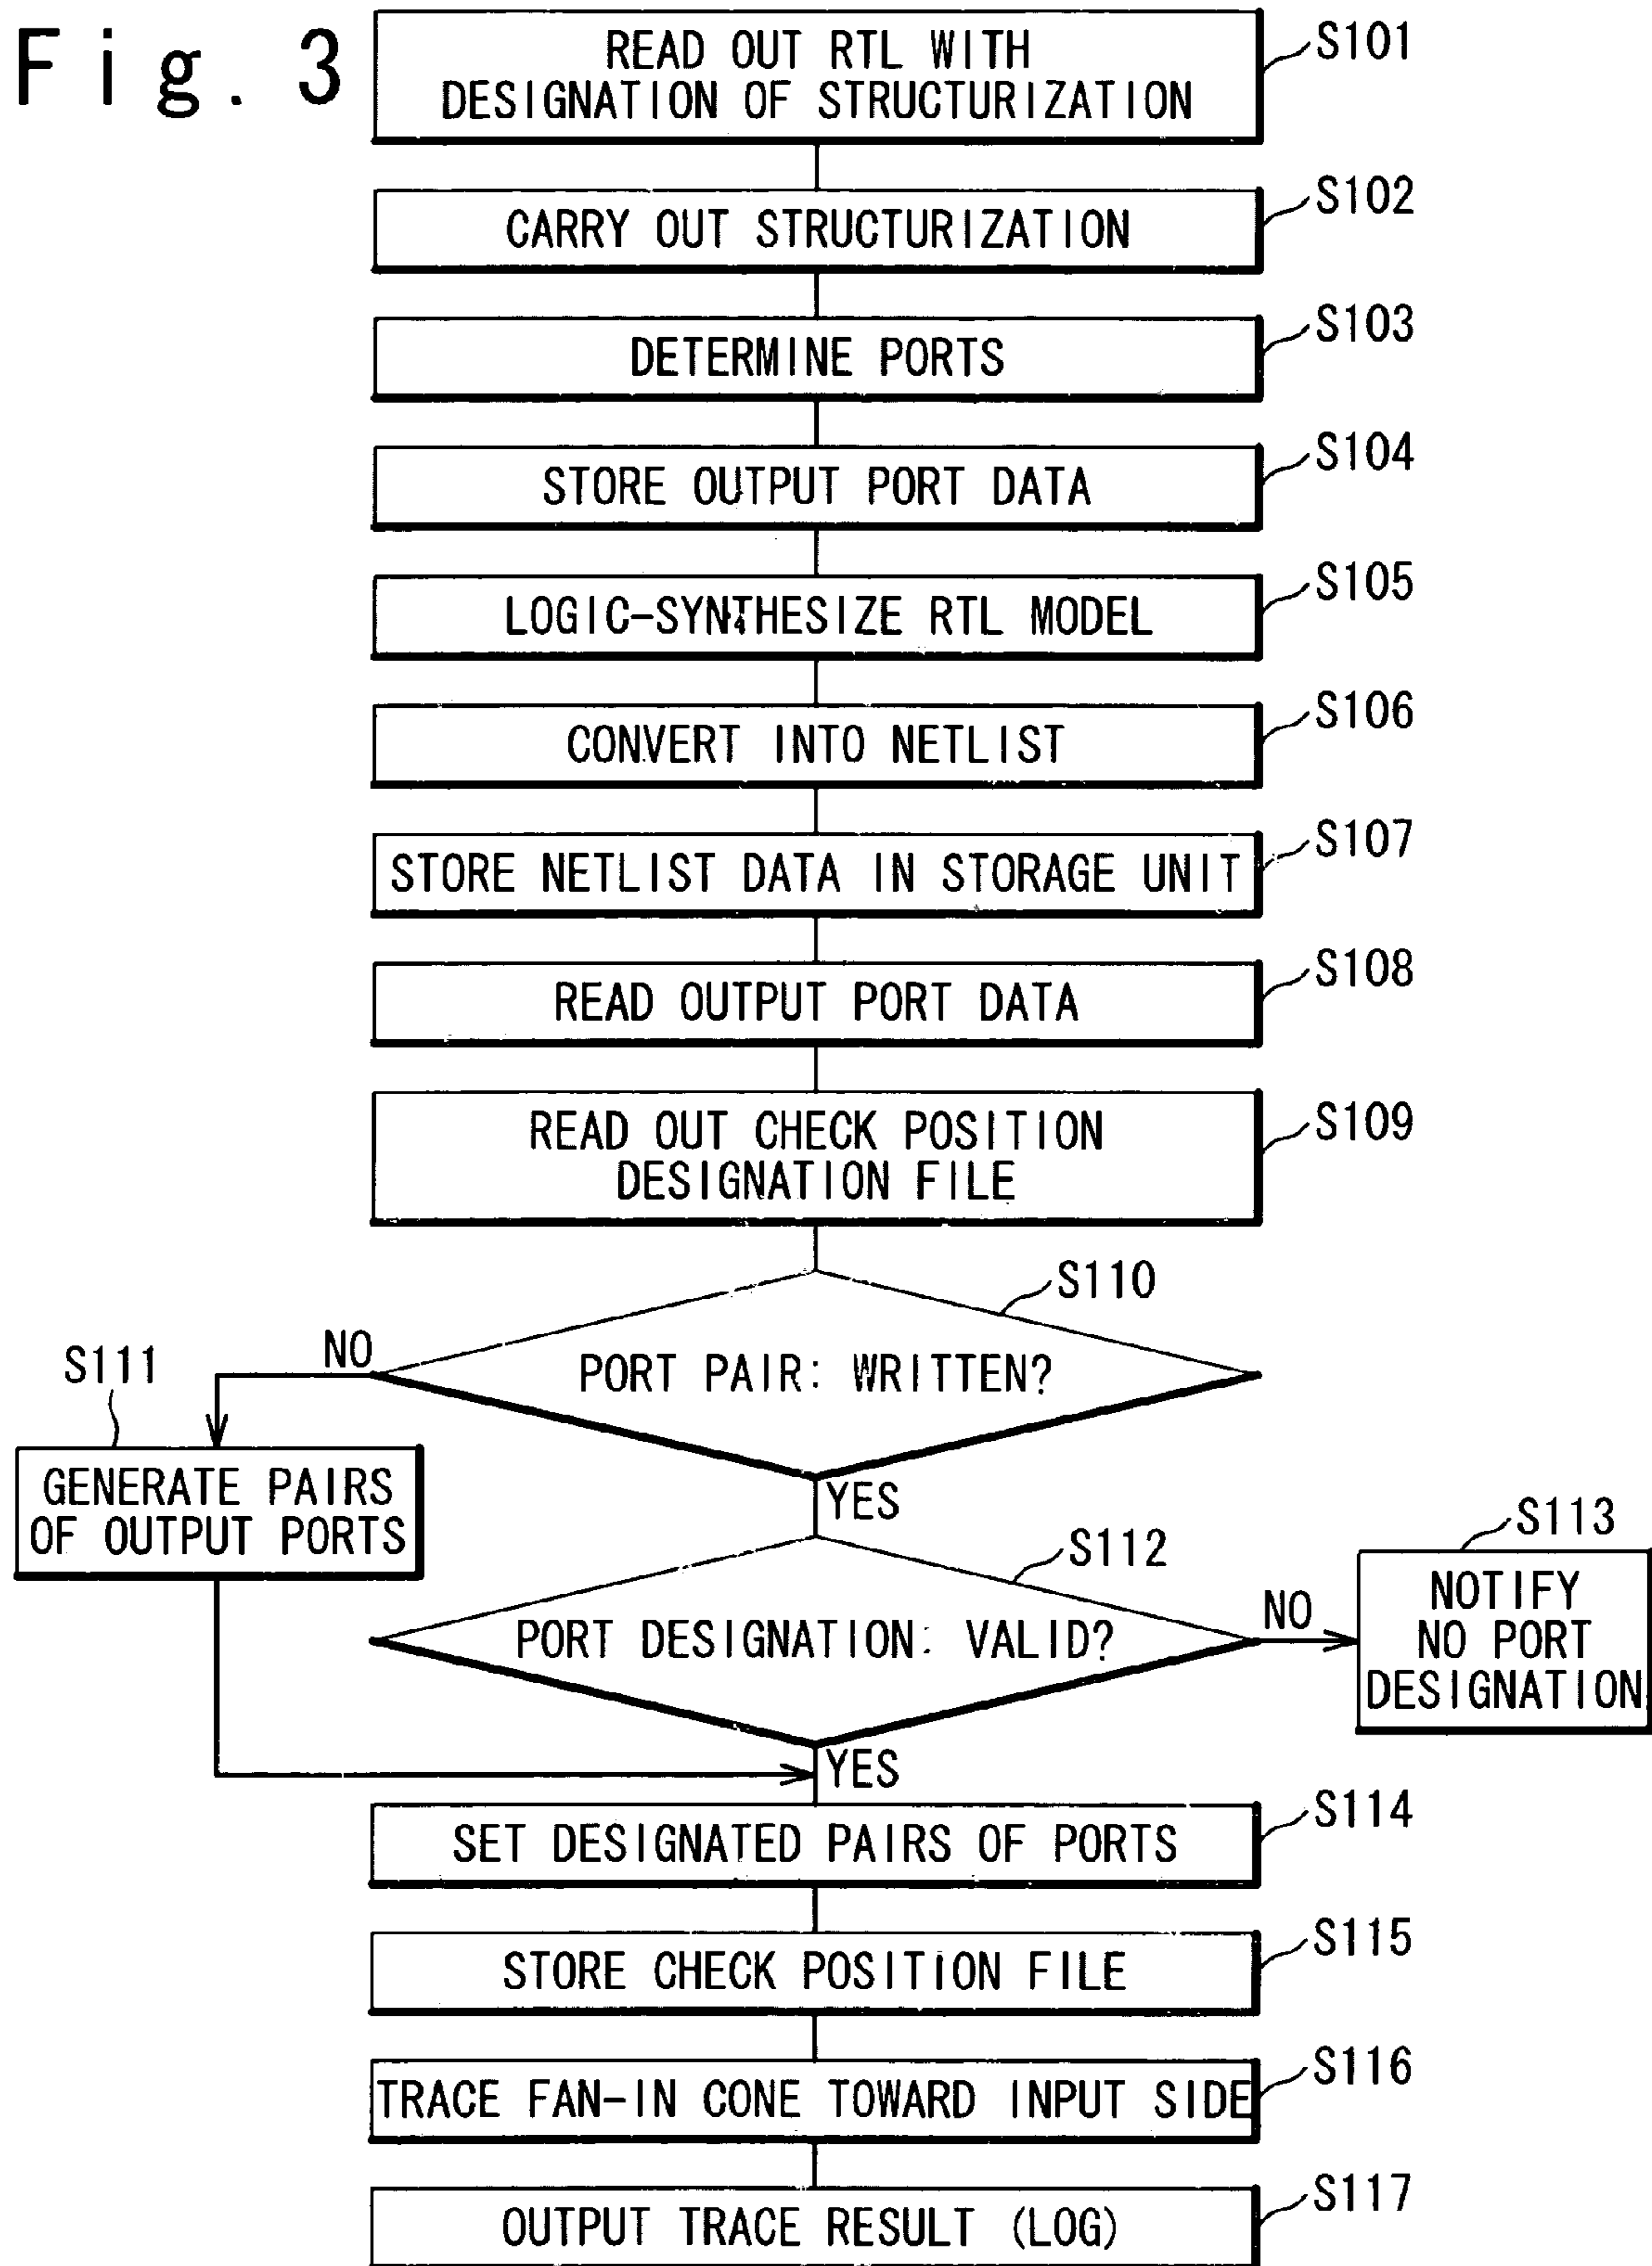 Fig. 3
READ OUT RTL WITH
DESIGNATION OF STRUCTURIZATION
S101
CARRY OUT STRUCTURIZATION
S102
DETERMINE PORTS
S103
STORE OUTPUT PORT DATA
S104
LOGIC-SYNTHESIZE RTL MODEL
S105
CONVERT INTO NETLIST
S106
STORE NETLIST DATA IN STORAGE UNIT
S107
READ OUTPUT PORT DATA
S108
READ OUT CHECK POSITION
DESIGNATION FILE
S109
PORT PAIR: WRITTEN?
S110
NO
YES
S111
GENERATE PAIRS
OF OUTPUT PORTS
PORT DESIGNATION: VALID?
S112
NO
YES
S113
NOTIFY
NO PORT
DESIGNATION
SET DESIGNATED PAIRS OF PORTS
S114
STORE CHECK POSITION FILE
S115
TRACE FAN-IN CONE TOWARD INPUT SIDE
S116
OUTPUT TRACE RESULT (LOG)
S117